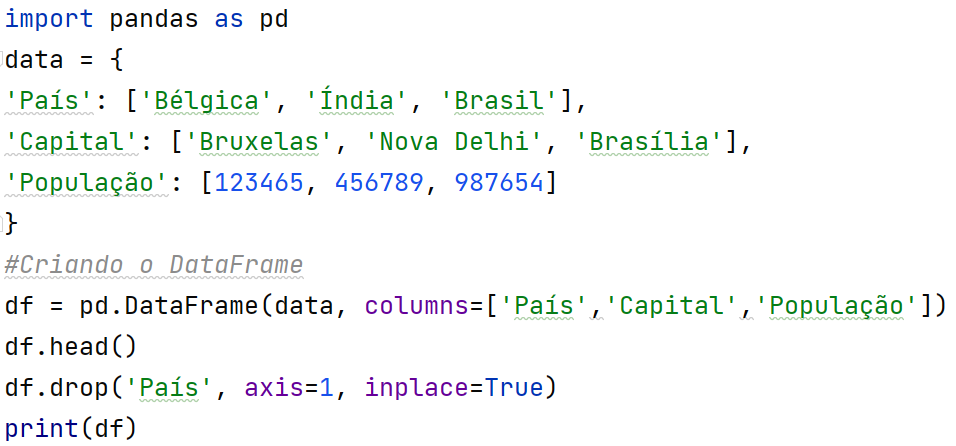 import pandas as pd
data = {
'País': ['Bélgica', 'Índia', 'Brasil'],
'Capital': ['Bruxelas', 'Nova Delhi', 'Brasília'],
'População': [123465, 456789, 987654]
}
#Criando o DataFrame
df = pd.DataFrame(data, columns=['País','Capital','População'])
df.head()
df.drop('País', axis=1, inplace=True)
print(df)